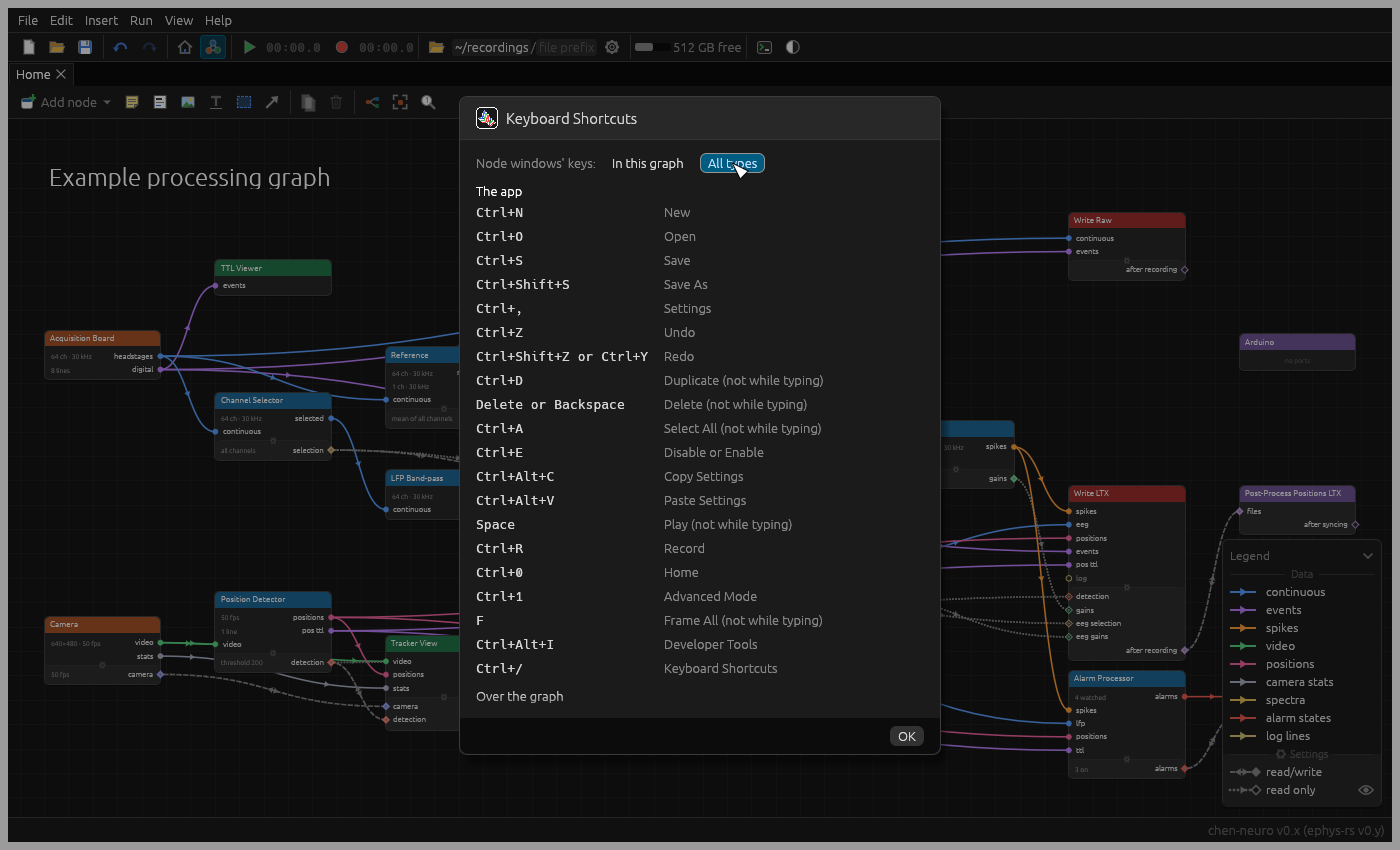 File Edit Insert Run View Help
00:00.0 00:00.0 ~/recordings/file prefix 512 GB free
Home
Add node
Keyboard Shortcuts
Node windows' keys: In this graph All types
The app
Ctrl+N New
Ctrl+O Open
Ctrl+S Save
Ctrl+Shift+S Save As
Ctrl+, Settings
Ctrl+Z Undo
Ctrl+Shift+Z or Ctrl+Y Redo
Ctrl+D Duplicate (not while typing)
Delete or Backspace Delete (not while typing)
Ctrl+A Select All (not while typing)
Ctrl+E Disable or Enable
Ctrl+Alt+C Copy Settings
Ctrl+Alt+V Paste Settings
Space Play (not while typing)
Ctrl+R Record
Ctrl+0 Home
Ctrl+1 Advanced Mode
F Frame All (not while typing)
Ctrl+Alt+I Developer Tools
Ctrl+/ Keyboard Shortcuts
Over the graph
OK
Example processing graph
TTL Viewer
events
Acquisition Board
64 ch · 30 kHz headstages
8 lines digital
Channel Selector
64 ch · 30 kHz selected
continuous
all channels selection
Reference
64 ch · 30 kHz
1 ch · 30 kHz
continuous
mean of all channels
LFP Band-pass
64 ch · 30 kHz
continuous
Camera
640×480 · 50 fps video
stats
50 fps camera
Position Detector
50 fps positions
1 line pos ttl
video
threshold 200 detection
Tracker View
video
positions
stats
camera
detection
Write Raw
continuous
events
after recording
Arduino
no ports
30 kHz spikes
gains
Write LTX
spikes
eeg
positions
events
pos ttl
log
detection
gains
eeg selection
eeg gains
after recording
Post-Process Positions LTX
files
after syncing
Alarm Processor
4 watched alarms
spikes
lfp
positions
ttl
3 on alarms
Legend
Data
continuous
events
spikes
video
positions
camera stats
spectra
alarm states
log lines
Settings
read/write
read only
chen-neuro v0.x (ephys-rs v0.y)